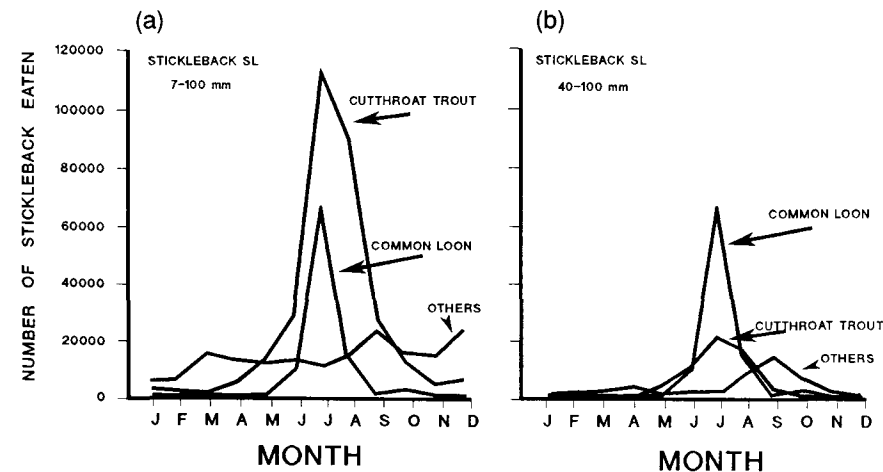 (a)
(b)
NUMBER OF STICKLEBACK EATEN
120000
100000
80000
60000
40000
20000
0
STICKLEBACK SL
7-100 mm
CUTTHROAT TROUT
COMMON LOON
OTHERS
J F M A M J J A S O N D
MONTH
STICKLEBACK SL
40-100 mm
COMMON LOON
CUTTHROAT TROUT
OTHERS
J F M A M J J A S O N D
MONTH